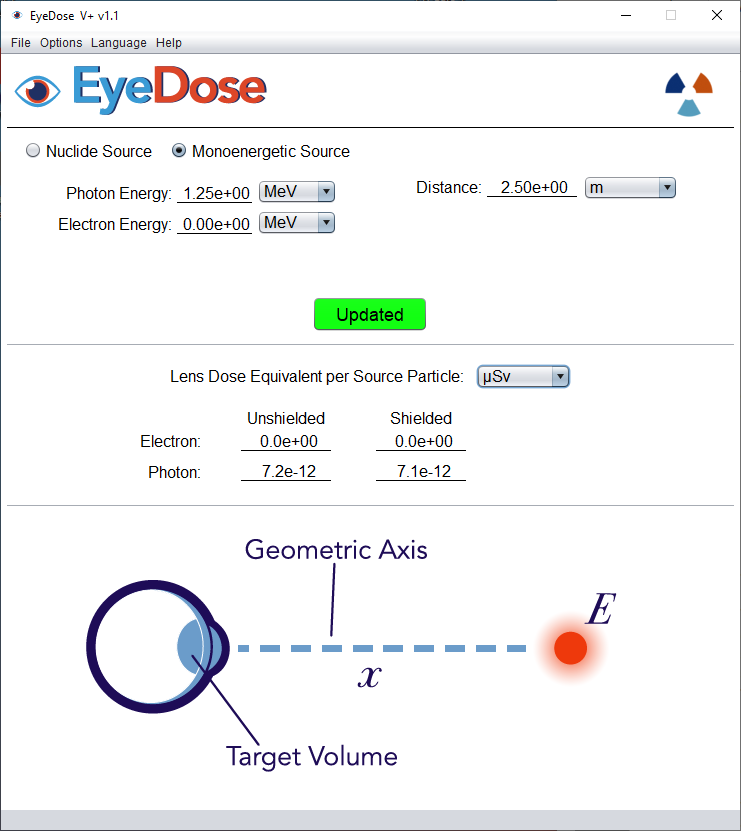 EyeDose V+ v1.1
File Options Language Help
EyeDose
Nuclide Source Monoenergetic Source
Photon Energy: 1.25e+00 MeV Distance: 2.50e+00 m
Electron Energy: 0.00e+00 MeV
Updated
Lens Dose Equivalent per Source Particle: µSv
Unshielded Shielded
Electron: 0.0e+00 0.0e+00
Photon: 7.2e-12 7.1e-12
Geometric Axis
E
x
Target Volume